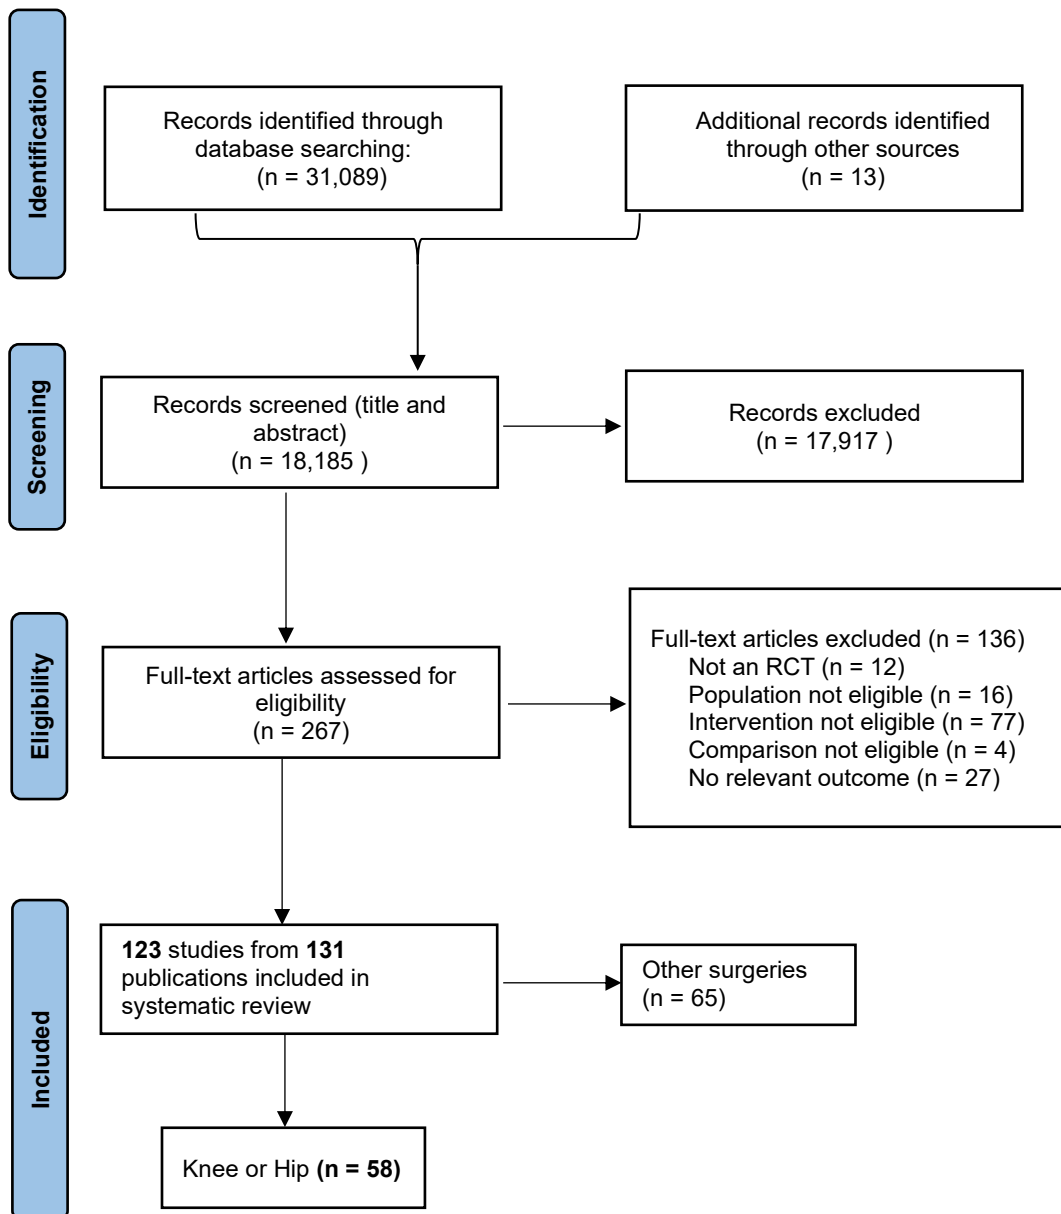 Identification
Records identified through
database searching:
(n = 31,089)
Additional records identified
through other sources
(n = 13)
Screening
Records screened (title and
abstract)
(n = 18,185 )
Records excluded
(n = 17,917 )
Eligibility
Full-text articles assessed for
eligibility
(n = 267)
Full-text articles excluded (n = 136)
Not an RCT (n = 12)
Population not eligible (n = 16)
Intervention not eligible (n = 77)
Comparison not eligible (n = 4)
No relevant outcome (n = 27)
Included
123 studies from 131
publications included in
systematic review
Other surgeries
(n = 65)
Knee or Hip (n = 58)